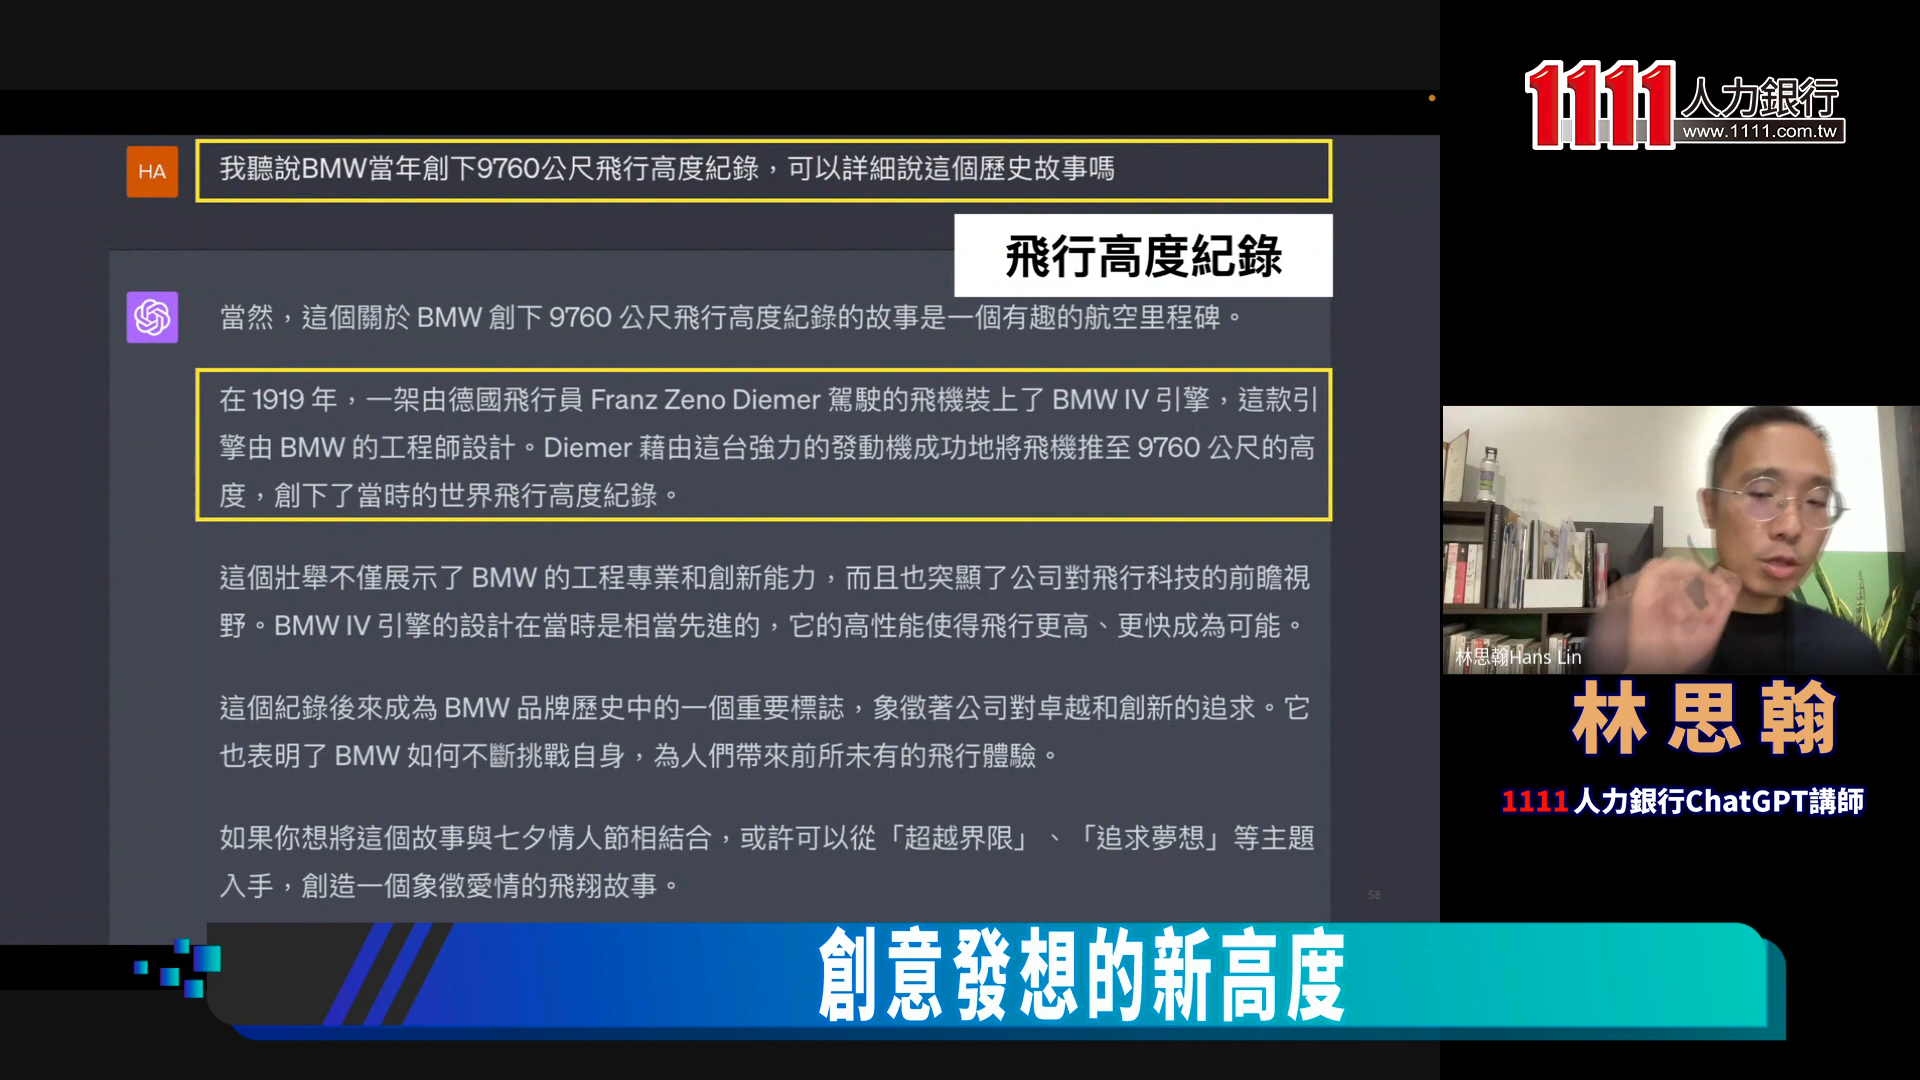 HA
我聽說BMW當年創下9760公尺飛行高度紀錄，可以詳細說這個歷史故事嗎
飛行高度紀錄
當然，這個關於 BMW 創下 9760 公尺飛行高度紀錄的故事是一個有趣的航空里程碑。
在 1919 年，一架由德國飛行員 Franz Zeno Diemer 駕駛的飛機裝上了 BMW IV 引擎，這款引
擎由 BMW 的工程師設計。Diemer 藉由這台強力的發動機成功地將飛機推至 9760 公尺的高
度，創下了當時的世界飛行高度紀錄。
這個壯舉不僅展示了 BMW 的工程專業和創新能力，而且也突顯了公司對飛行科技的前瞻視
野。BMW IV 引擎的設計在當時是相當先進的，它的高性能使得飛行更高、更快成為可能。
這個紀錄後來成為 BMW 品牌歷史中的一個重要標誌，象徵著公司對卓越和創新的追求。它
也表明了 BMW 如何不斷挑戰自身，為人們帶來前所未有的飛行體驗。
如果你想將這個故事與七夕情人節相結合，或許可以從「超越界限」、「追求夢想」等主題
入手，創造一個象徵愛情的飛翔故事。
58
創意發想的新高度
1111人力銀行
www.1111.com.tw
林思翰Hans Lin
林思翰
1111人力銀行ChatGPT講師